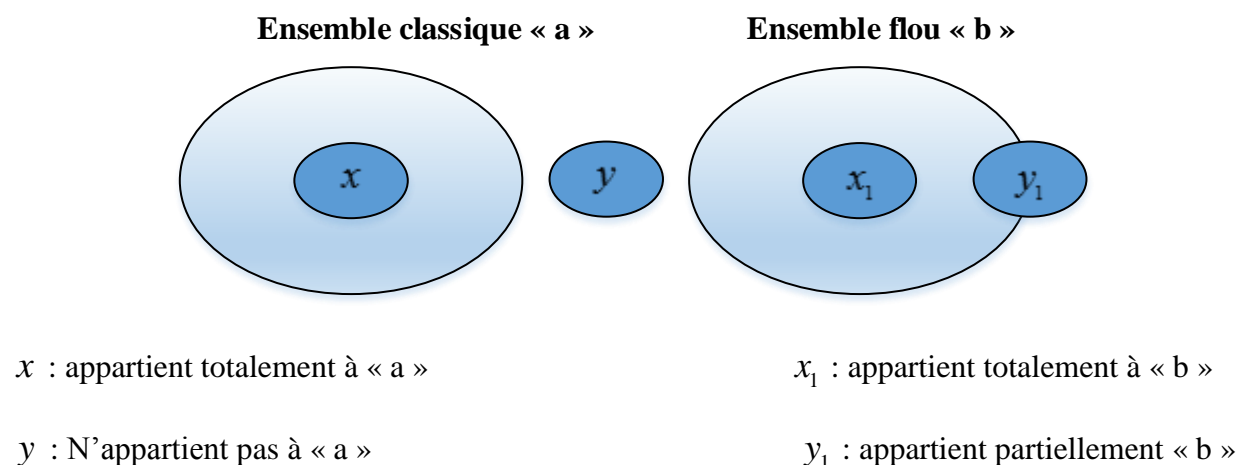 Ensemble classique « a » Ensemble flou « b »
x y x₁ y₁
x : appartient totalement à « a » x₁ : appartient totalement à « b »
y : N’appartient pas à « a » y₁ : appartient partiellement « b »